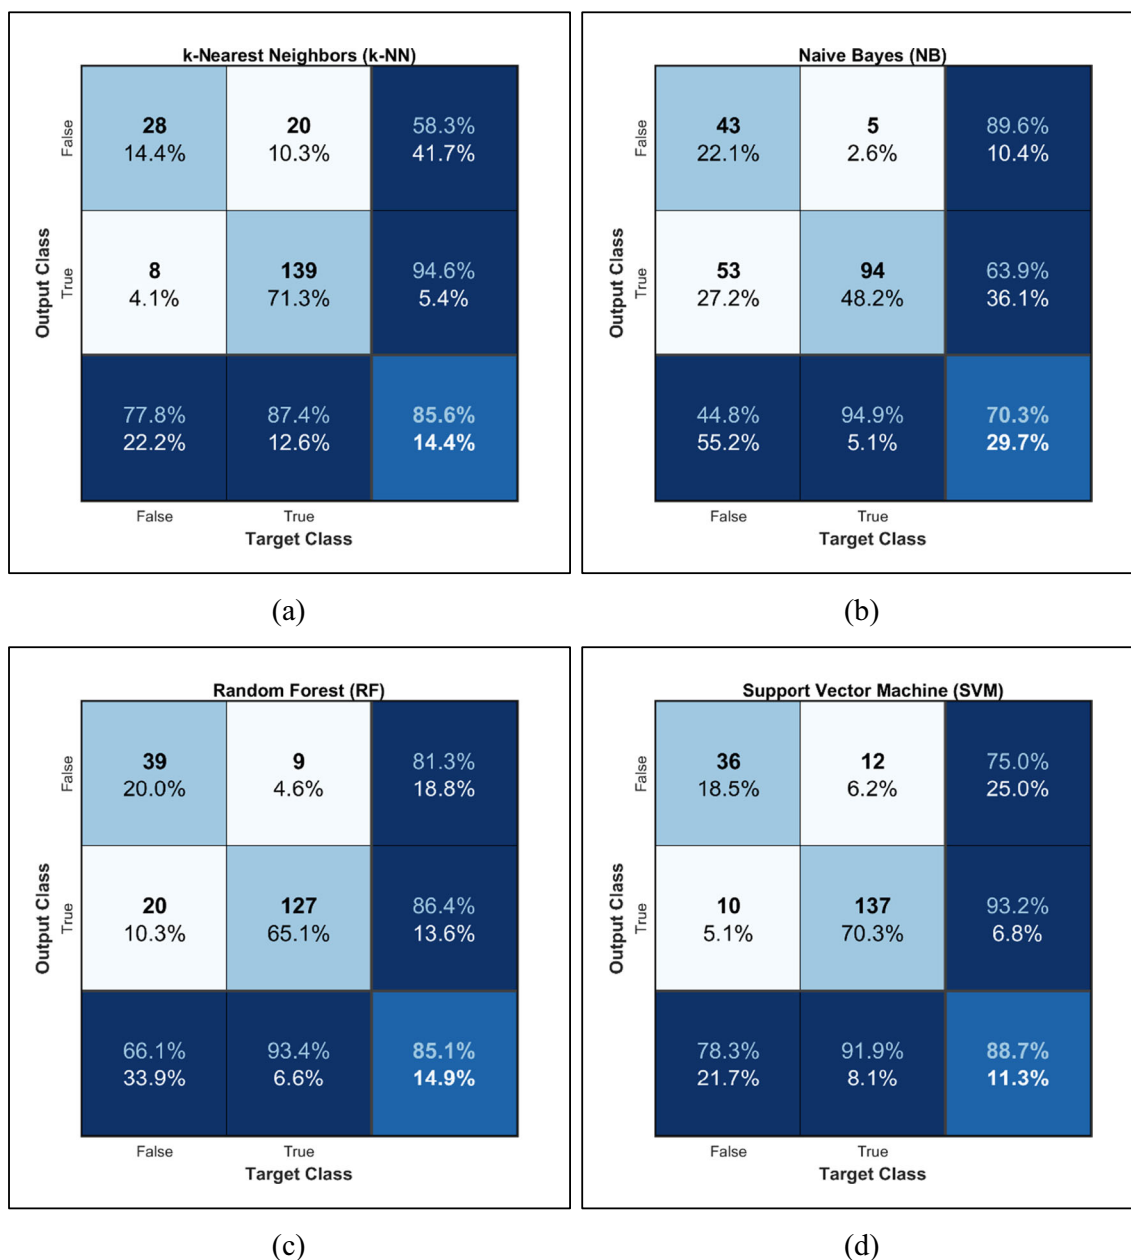 k-Nearest Neighbors (k-NN)
False
28
14.4%
20
10.3%
58.3%
41.7%
Output Class
True
8
4.1%
139
71.3%
94.6%
5.4%
77.8%
22.2%
87.4%
12.6%
85.6%
14.4%
False
True
Target Class
(a)
Naive Bayes (NB)
False
43
22.1%
5
2.6%
89.6%
10.4%
Output Class
True
53
27.2%
94
48.2%
63.9%
36.1%
44.8%
55.2%
94.9%
5.1%
70.3%
29.7%
False
True
Target Class
(b)
Random Forest (RF)
False
39
20.0%
9
4.6%
81.3%
18.8%
Output Class
True
20
10.3%
127
65.1%
86.4%
13.6%
66.1%
33.9%
93.4%
6.6%
85.1%
14.9%
False
True
Target Class
(c)
Support Vector Machine (SVM)
False
36
18.5%
12
6.2%
75.0%
25.0%
Output Class
True
10
5.1%
137
70.3%
93.2%
6.8%
78.3%
21.7%
91.9%
8.1%
88.7%
11.3%
False
True
Target Class
(d)